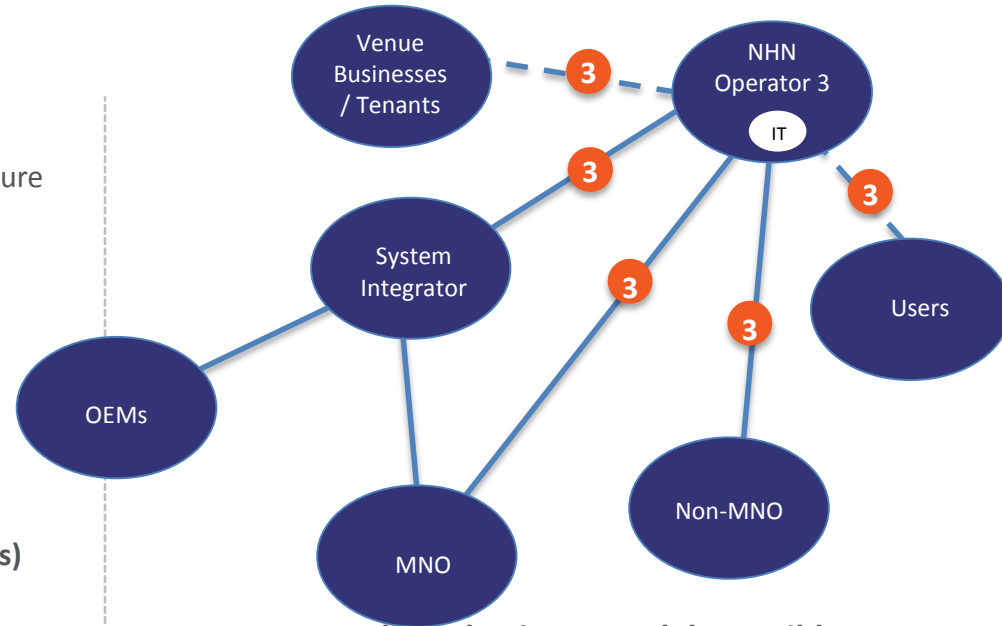 Venue
Businesses
/ Tenants
3
NHN
Operator 3
IT
ure
3
3
System
Integrator
3
Users
3
OEMs
Non-MNO
s)
MNO